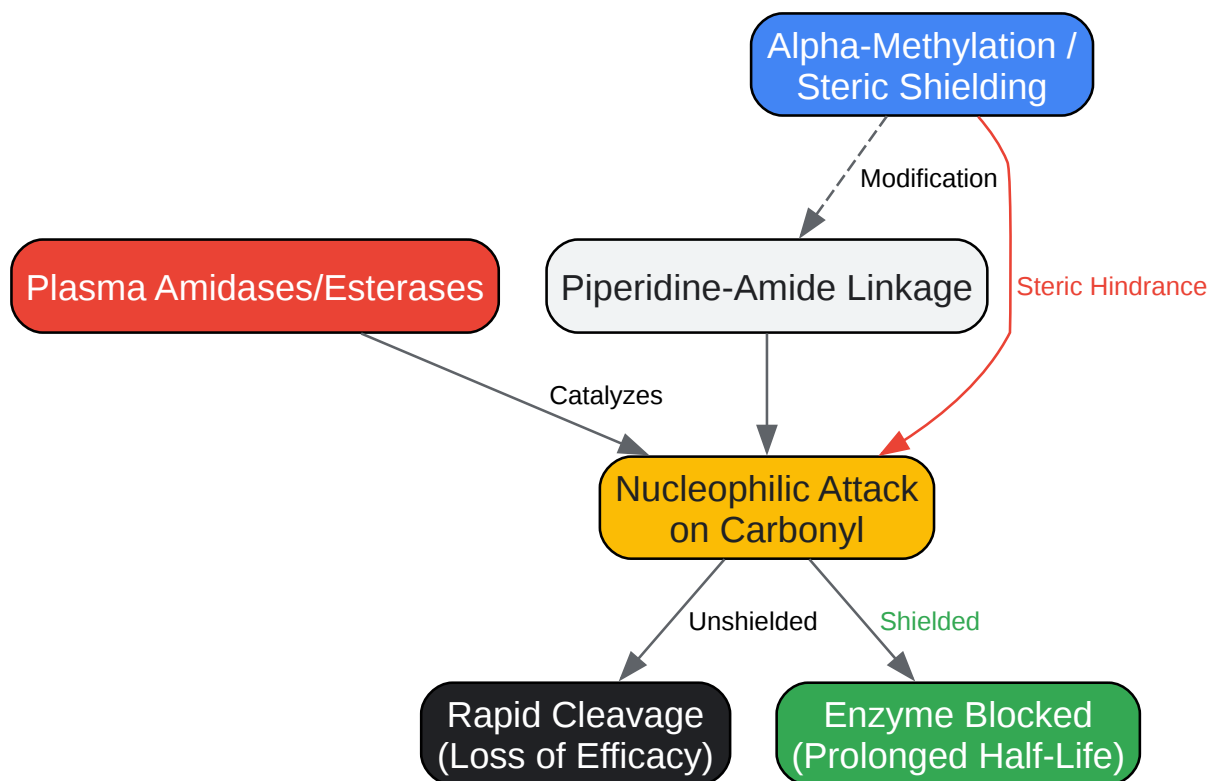 Alpha-Methylation /
Steric Shielding
Modification
Plasma Amidases/Esterases
Piperidine-Amide Linkage
Steric Hindrance
Catalyzes
Nucleophilic Attack
on Carbonyl
Unshielded
Shielded
Rapid Cleavage
(Loss of Efficacy)
Enzyme Blocked
(Prolonged Half-Life)